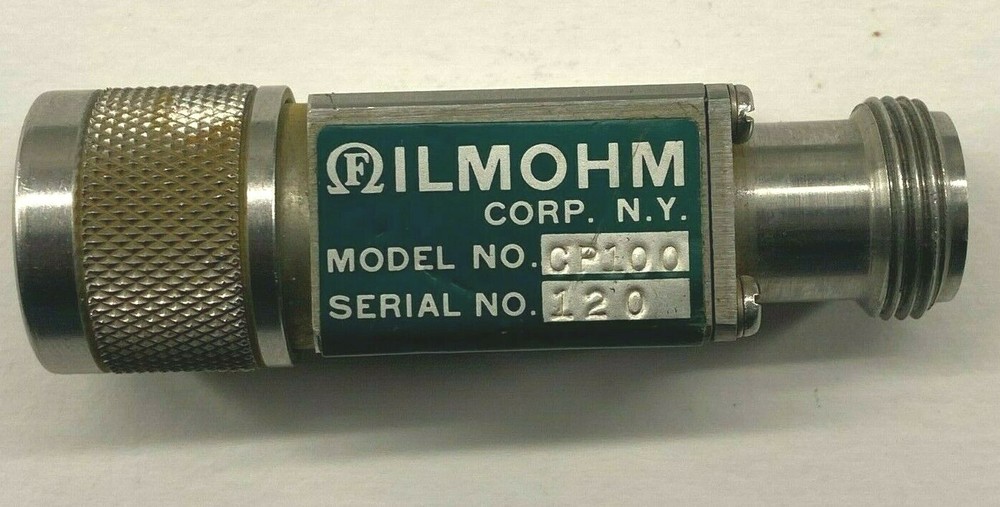 FILMOHM
CORP. N.Y.
MODEL NO. CP100
SERIAL NO. 120